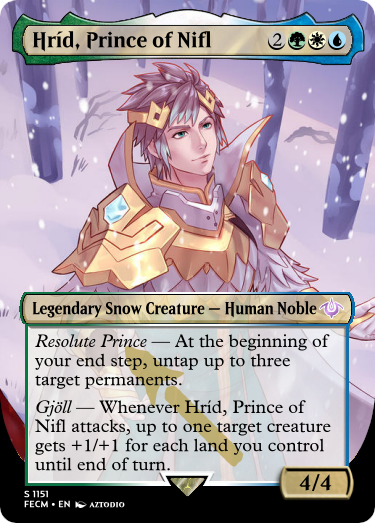 Hríd, Prince of Nifl 2
Legendary Snow Creature — Human Noble
Resolute Prince — At the beginning of
your end step, untap up to three
target permanents.
Gjöll — Whenever Hríd, Prince of
Nifl attacks, up to one target creature
gets +1/+1 for each land you control
until end of turn.
4/4
S 1151
FECM • EN AZTODIO